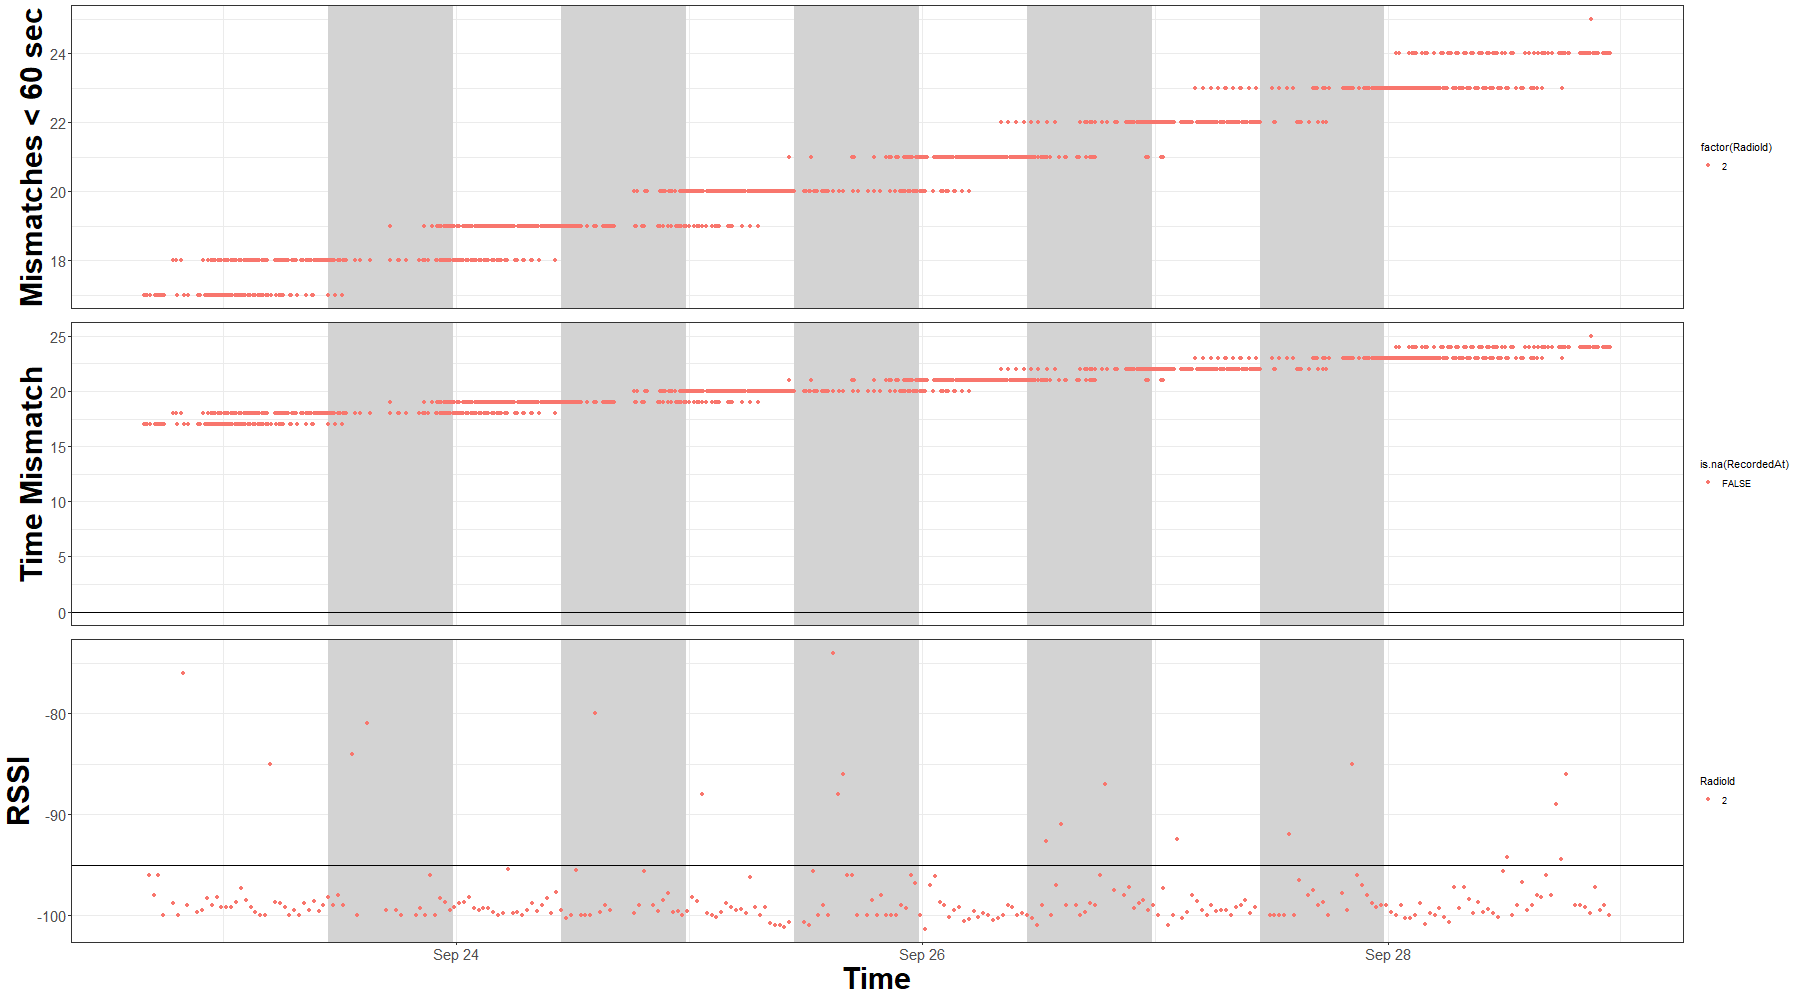 Mismatches < 60 sec
24
22
20
18
factor(RadioId)
2
Time Mismatch
25
20
15
10
5
0
is.na(RecordedAt)
FALSE
RSSI
-80
-90
-100
RadioId
2
Sep 24
Sep 26
Sep 28
Time